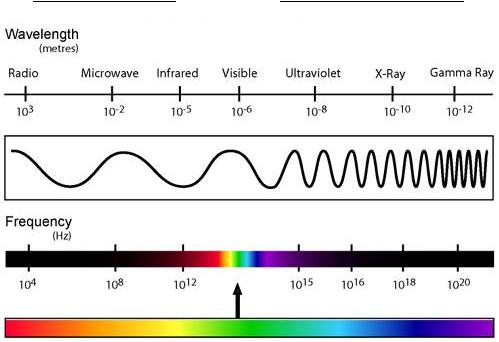 Wavelength
(metres)
Radio Microwave Infrared Visible Ultraviolet X-Ray Gamma Ray
10³ 10⁻² 10⁻⁵ 10⁻⁶ 10⁻⁸ 10⁻¹⁰ 10⁻¹²
Frequency
(Hz)
10⁴ 10⁸ 10¹² 10¹⁵ 10¹⁶ 10¹⁸ 10²⁰